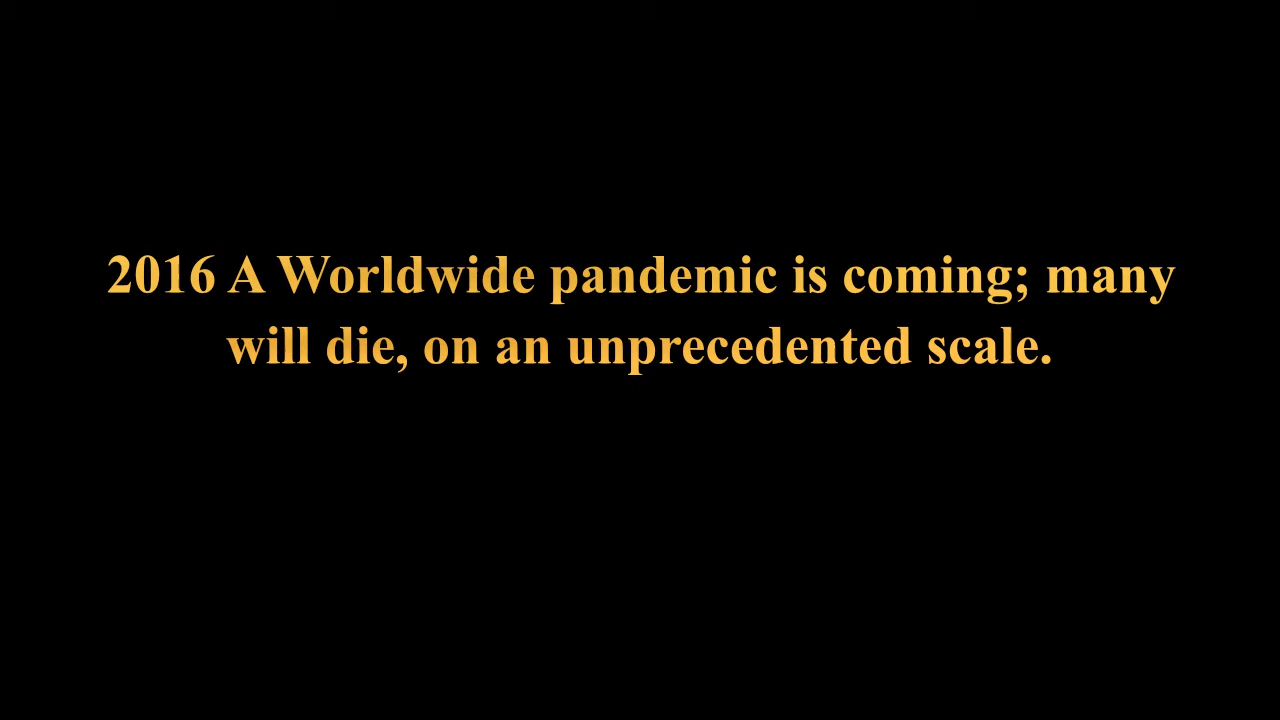 2016 A Worldwide pandemic is coming; many
will die, on an unprecedented scale.